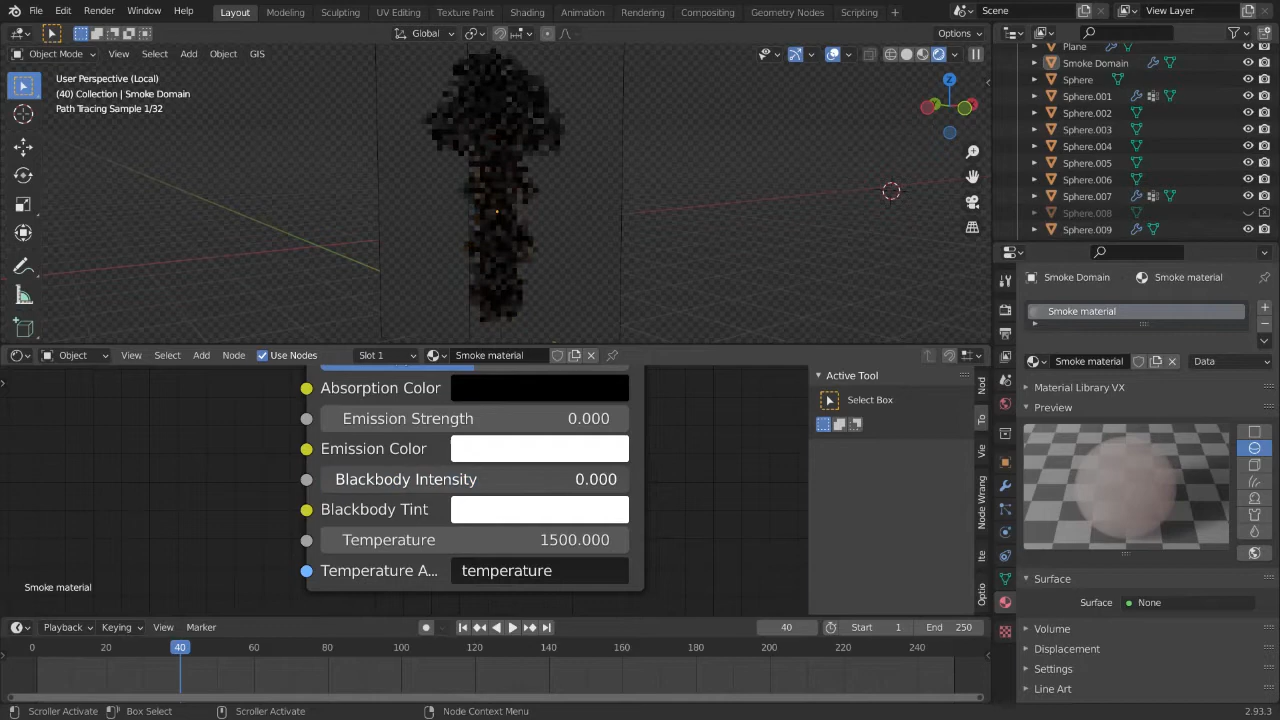 File Edit Render Window Help Layout Modeling Sculpting UV Editing Texture Paint Shading Animation Rendering Compositing Geometry Nodes Scripting + Scene View Layer
Global Options
Object Mode View Select Add Object GIS
User Perspective (Local)
(40) Collection | Smoke Domain
Path Tracing Sample 1/32
Z
Plane
Smoke Domain
Sphere
Sphere.001
Sphere.002
Sphere.003
Sphere.004
Sphere.005
Sphere.006
Sphere.007
Sphere.008
Sphere.009
Smoke Domain Smoke material
Smoke material
Smoke material Data
Material Library VX
Preview
Surface
Surface None
Volume
Displacement
Settings
Line Art
Object View Select Add Node Use Nodes Slot 1 Smoke material
Absorption Color
Emission Strength 0.000
Emission Color
Blackbody Intensity 0.000
Blackbody Tint
Temperature 1500.000
Temperature A... temperature
Smoke material
Active Tool
Select Box
Nod
To
Vie
Node Wrang
Ite
Optio
Playback Keying View Marker 40 Start 1 End 250
0 20 40 60 80 100 120 140 160 180 200 220 240
Scroller Activate Box Select Scroller Activate Node Context Menu 2.93.3